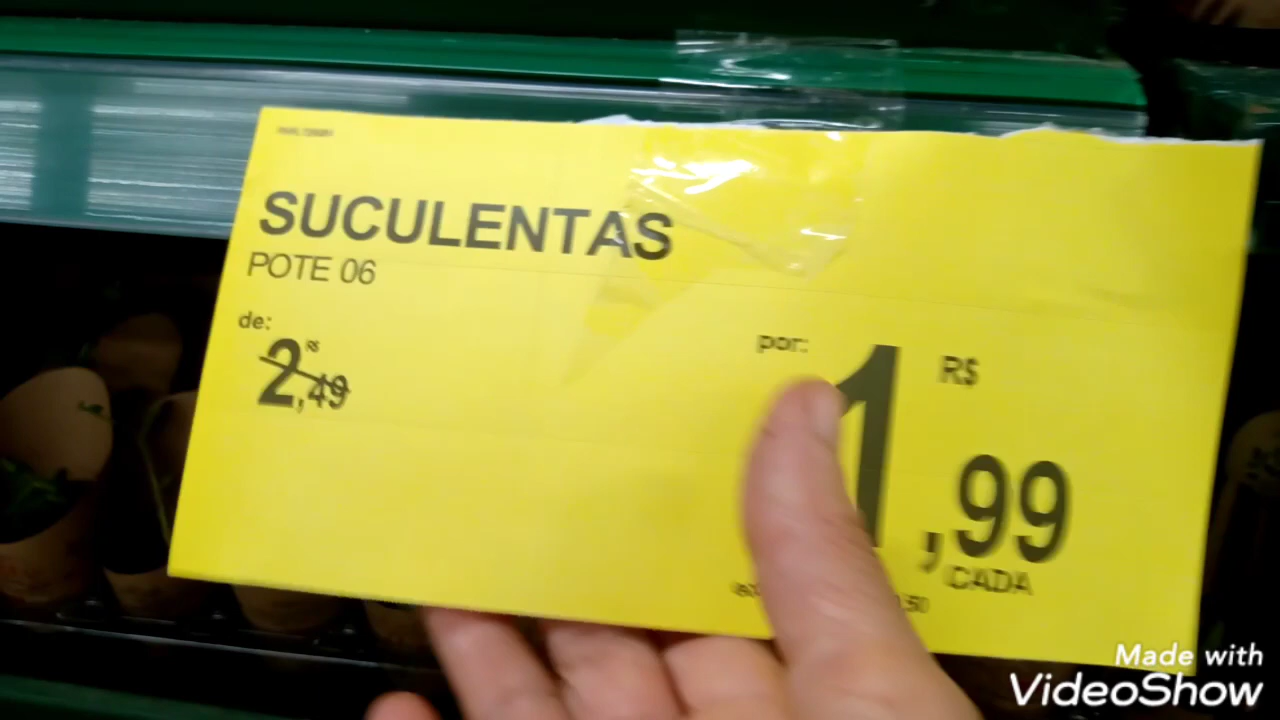 SUCULENTAS
POTE 06
de:
R$ 2,49
por:
R$ 1,99
CADA
Made with
VideoShow